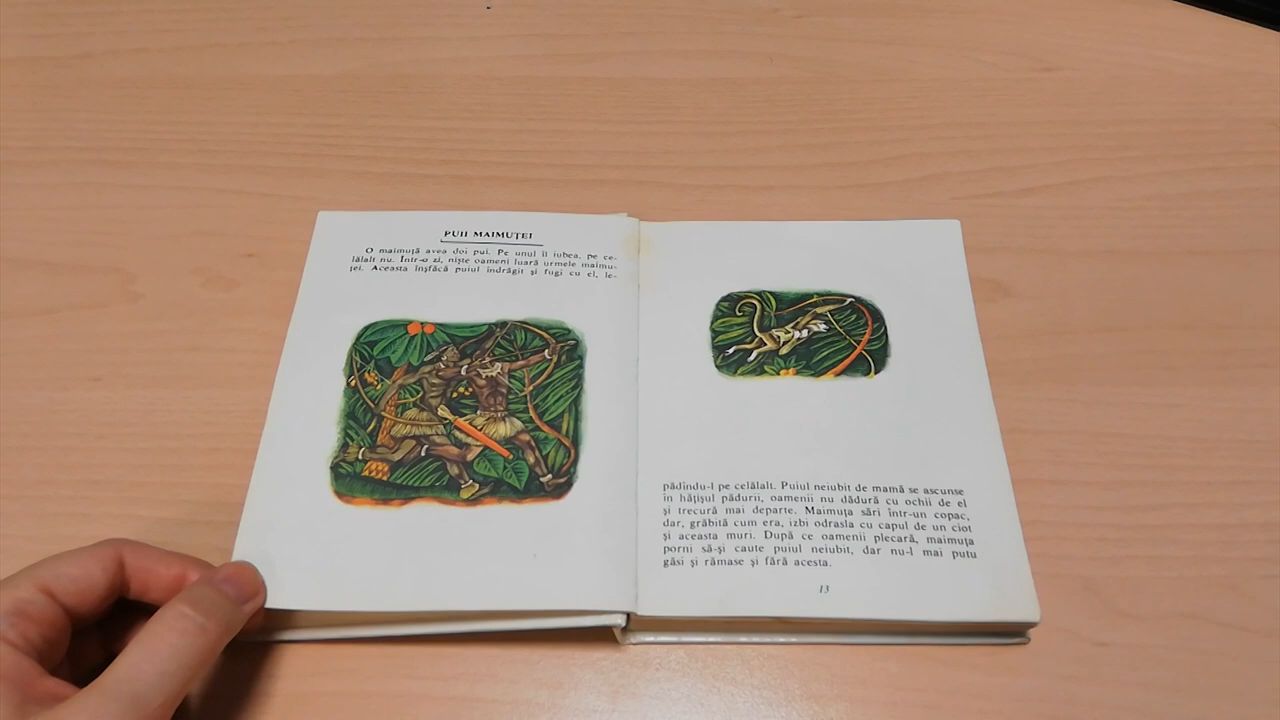 PUII MAIMUȚEI
O maimuță avea doi pui. Pe unul îl iubea, pe ce-
lălalt nu. Într-o zi, niște oameni luară urmele maimu-
ței. Aceasta înșfăcă puiul îndrăgit și fugi cu el, le-
pădîndu-l pe celălalt. Puiul neiubit de mamă se ascunse
în hățișul pădurii, oamenii nu dădură cu ochii de el
și trecură mai departe. Maimuța sări într-un copac,
dar, grăbită cum era, izbi odrasla cu capul de un ciot
și aceasta muri. După ce oamenii plecară, maimuța
porni să-și caute puiul neiubit, dar nu-l mai putu
găsi și rămase și fără acesta.
13